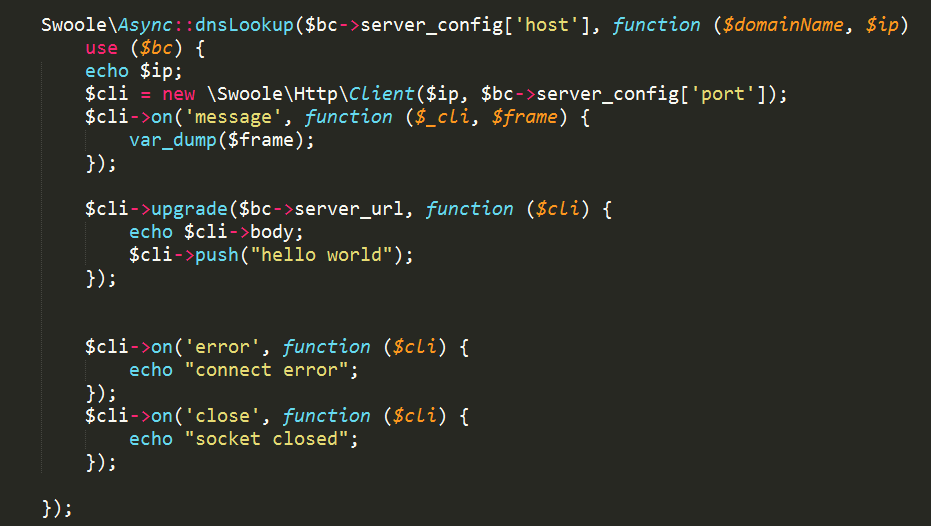 Swoole\Async::dnsLookup($bc->server_config['host'], function ($domainName, $ip)
    use ($bc) {
    echo $ip;
    $cli = new \Swoole\Http\Client($ip, $bc->server_config['port']);
    $cli->on('message', function ($_cli, $frame) {
        var_dump($frame);
    });
    $cli->upgrade($bc->server_url, function ($cli) {
        echo $cli->body;
        $cli->push("hello world");
    });
    $cli->on('error', function ($cli) {
        echo "connect error";
    });
    $cli->on('close', function ($cli) {
        echo "socket closed";
    });
});